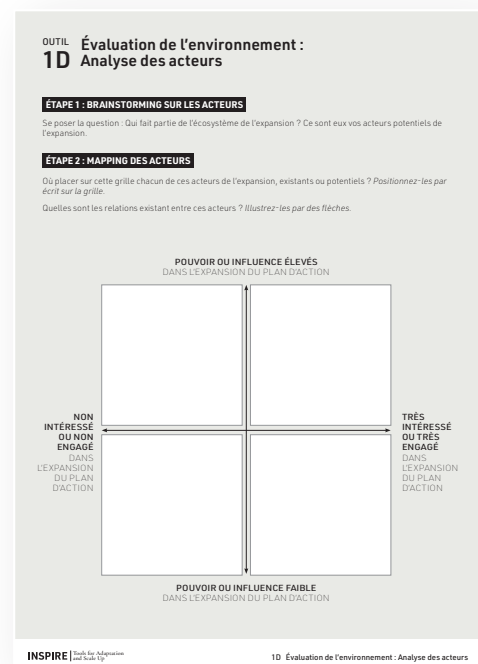 OUTIL
1D
Évaluation de l'environnement :
Analyse des acteurs
ÉTAPE 1 : BRAINSTORMING SUR LES ACTEURS
Se poser la question : Qui fait partie de l'écosystème de l'expansion ? Ce sont eux vos acteurs potentiels de
l'expansion.
ÉTAPE 2 : MAPPING DES ACTEURS
Où placer sur cette grille chacun de ces acteurs de l'expansion, existants ou potentiels ? Positionnez-les par
écrit sur la grille.
Quelles sont les relations existant entre ces acteurs ? Illustrez-les par des flèches.
POUVOIR OU INFLUENCE ÉLEVÉS
DANS L'EXPANSION DU PLAN D'ACTION
NON
INTÉRESSÉ
OU NON
ENGAGÉ
DANS
L'EXPANSION
DU PLAN
D'ACTION
TRÈS
INTÉRESSÉ
OU TRÈS
ENGAGÉ
DANS
L'EXPANSION
DU PLAN
D'ACTION
POUVOIR OU INFLUENCE FAIBLE
DANS L'EXPANSION DU PLAN D'ACTION
INSPIRE
Tools for Adaptation
and Scale Up
1D Évaluation de l'environnement : Analyse des acteurs